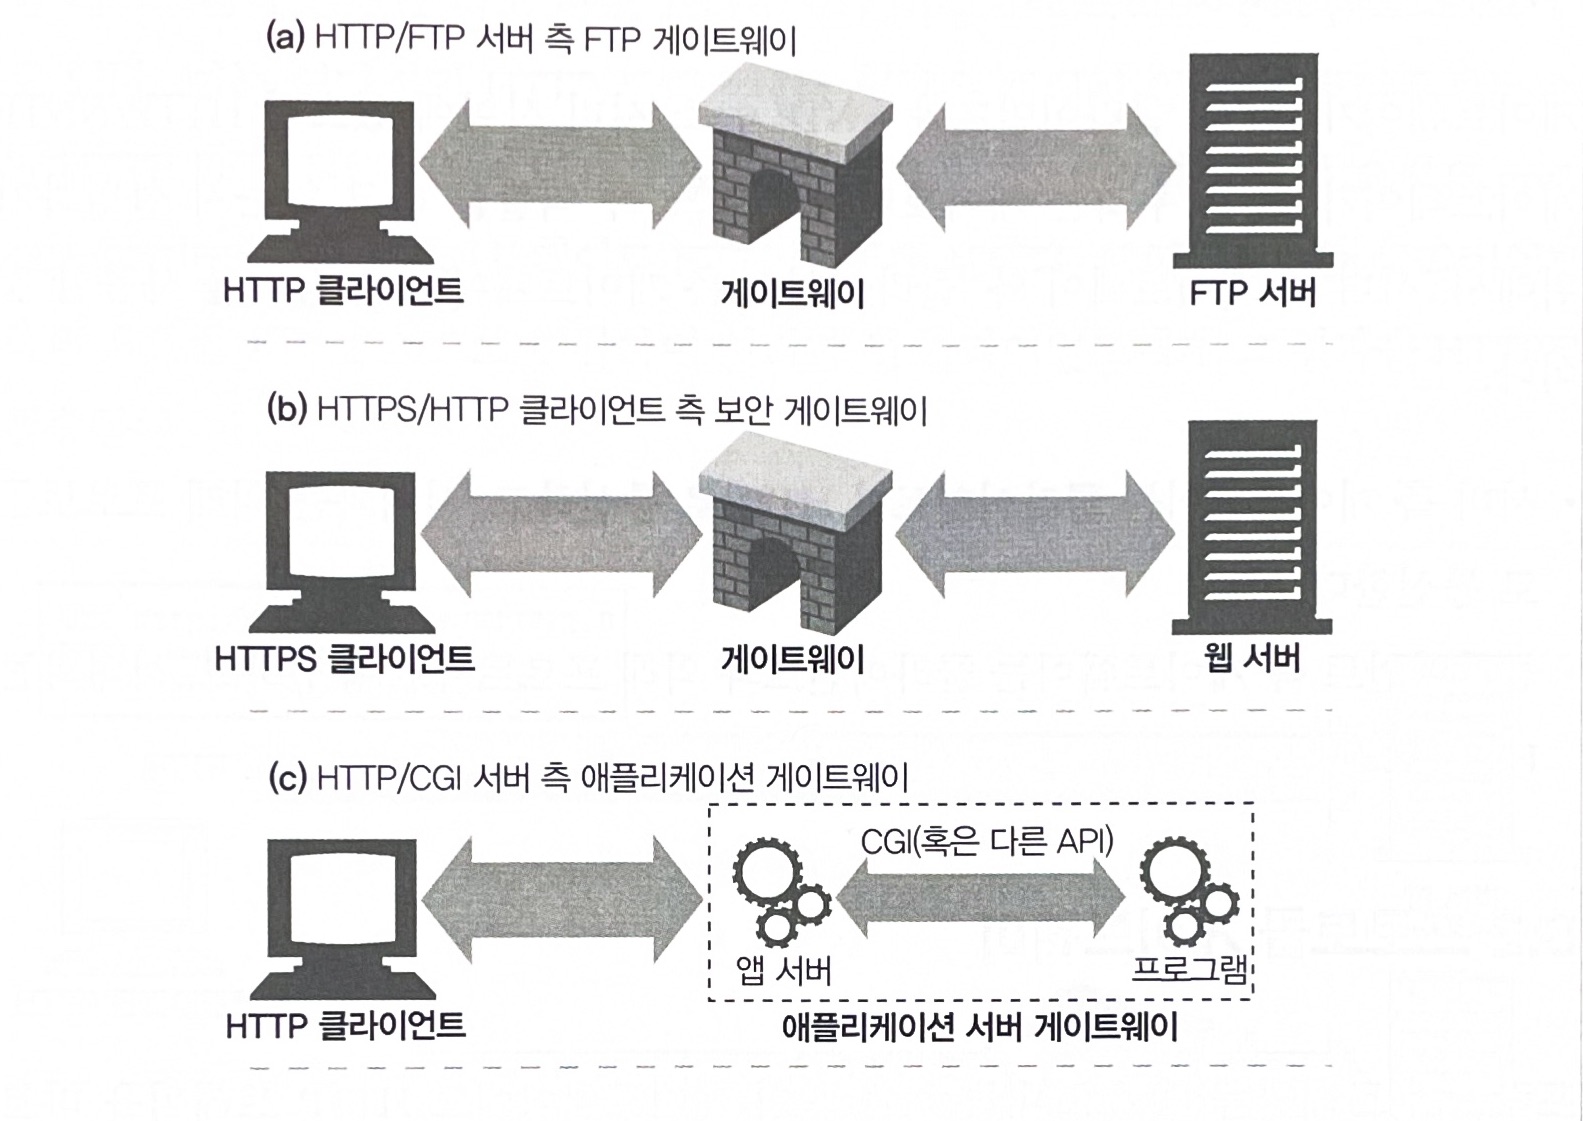 (a) HTTP/FTP 서버 측 FTP 게이트웨이
HTTP 클라이언트
게이트웨이
FTP 서버
(b) HTTPS/HTTP 클라이언트 측 보안 게이트웨이
HTTPS 클라이언트
게이트웨이
웹 서버
(c) HTTP/CGI 서버 측 애플리케이션 게이트웨이
CGI(혹은 다른 API)
앱 서버
프로그램
HTTP 클라이언트
애플리케이션 서버 게이트웨이